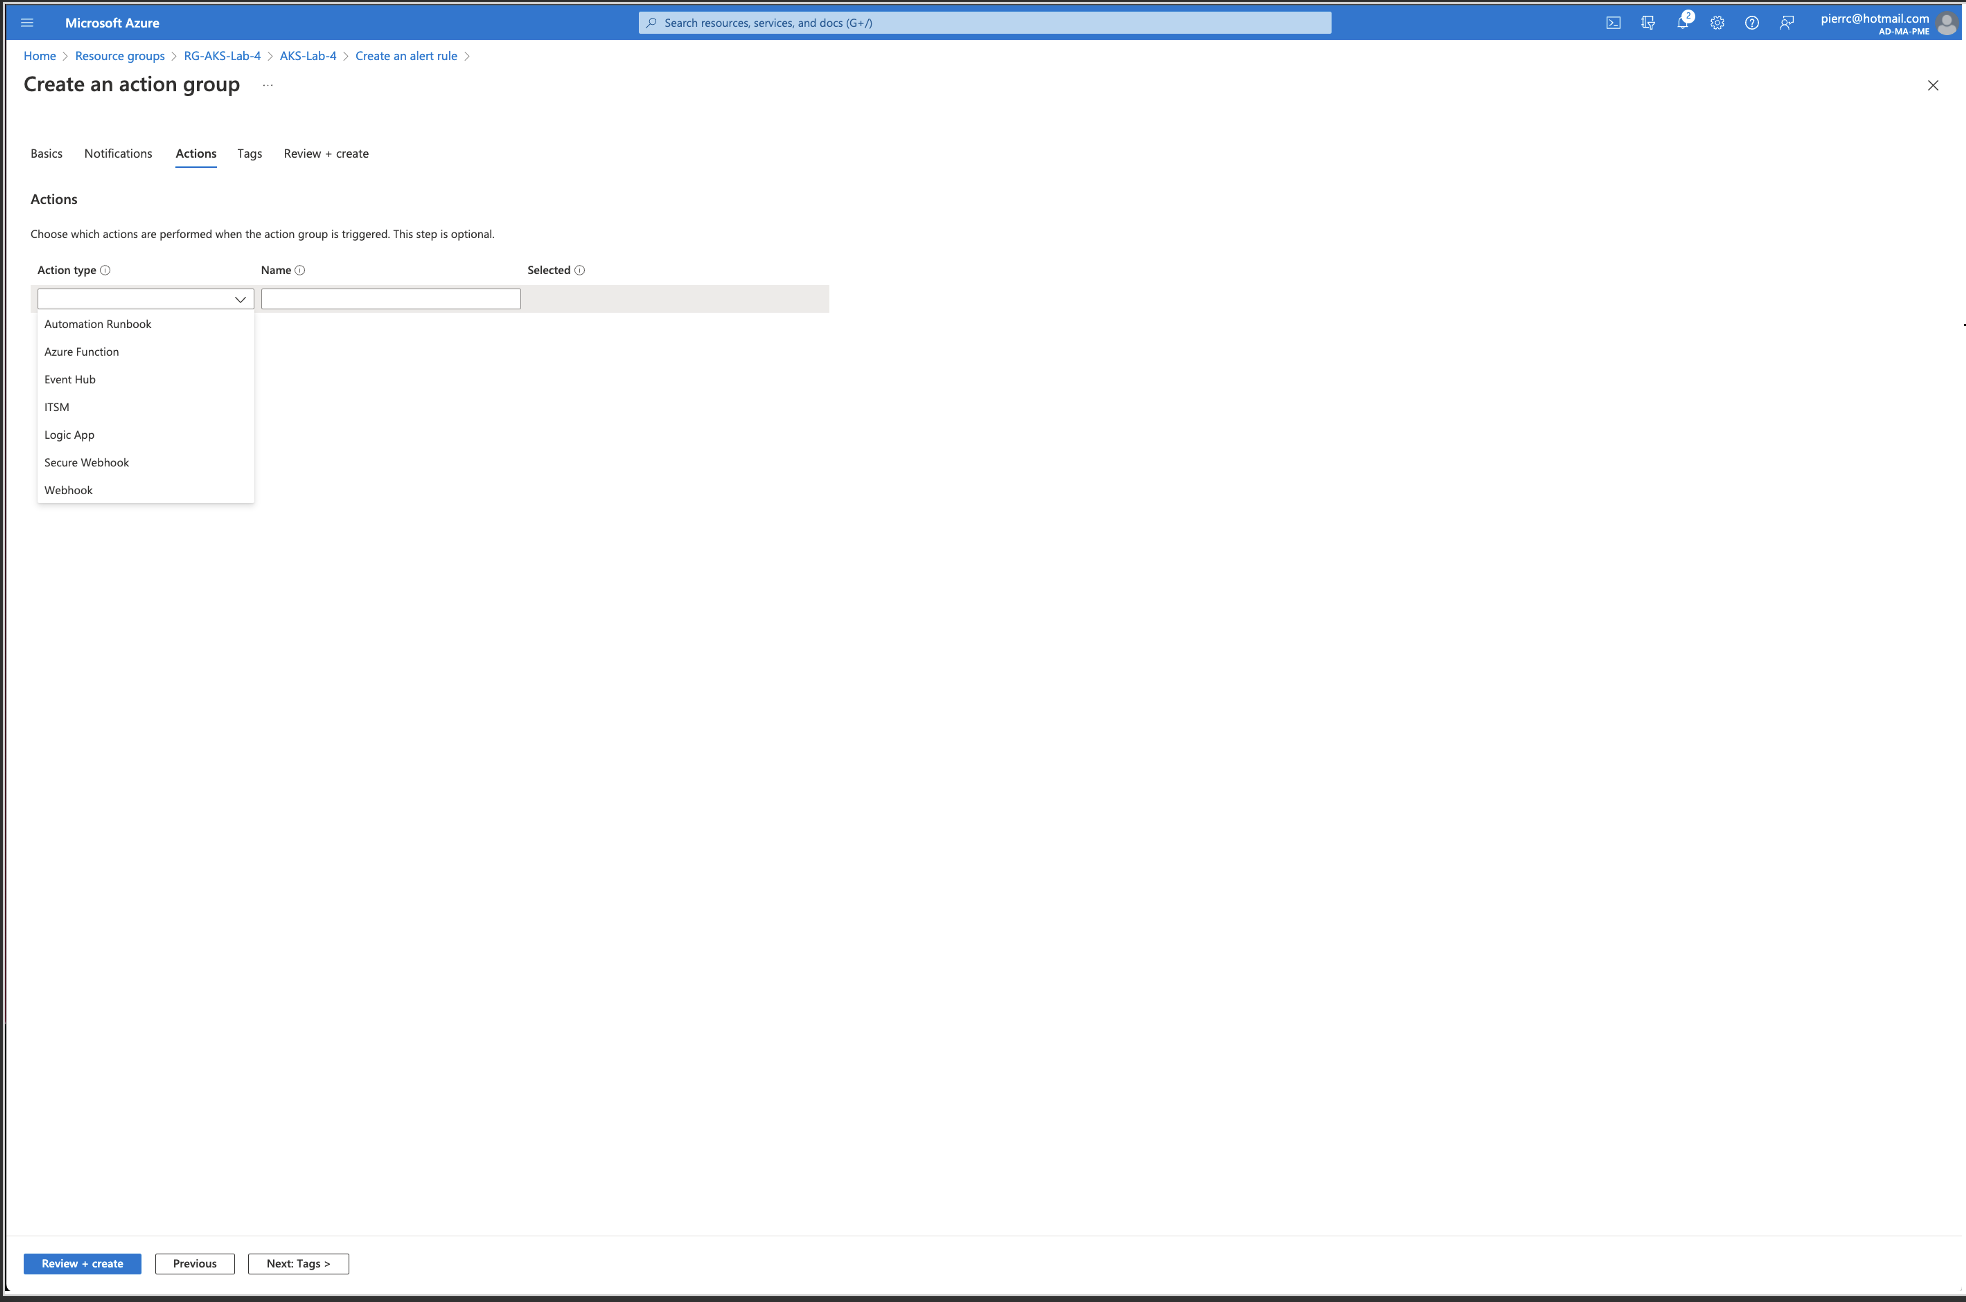 Microsoft Azure
Search resources, services, and docs (G+/)
2
pierrc@hotmail.com
AD-MA-PME
Home > Resource groups > RG-AKS-Lab-4 > AKS-Lab-4 > Create an alert rule >
Create an action group ...
Basics Notifications Actions Tags Review + create
Actions
Choose which actions are performed when the action group is triggered. This step is optional.
Action type Name Selected
Automation Runbook
Azure Function
Event Hub
ITSM
Logic App
Secure Webhook
Webhook
Review + create Previous Next: Tags >